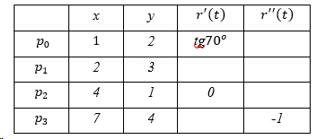 x y r′(t) r″(t)
p₀ 1 2 tg70°
p₁ 2 3
p₂ 4 1 0
p₃ 7 4 -1